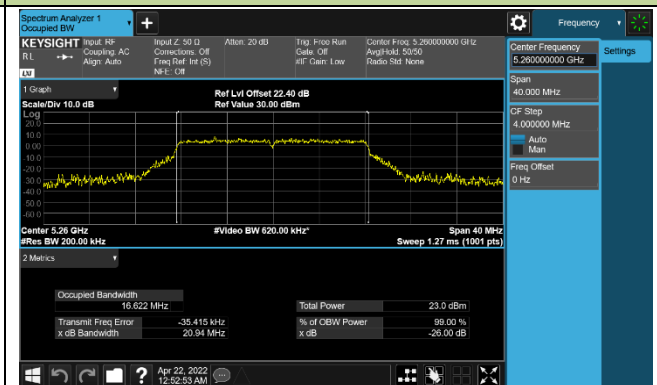 Spectrum Analyzer 1
Occupied BW
+
Frequency
KEYSIGHT
RL
LXI
Input: RF
Coupling: AC
Align: Auto
Input Z: 50 Ω
Corrections: Off
Freq Ref: Int (S)
NFE: Off
Atten: 20 dB
Trig: Free Run
Gate: Off
#IF Gain: Low
Center Freq: 5.260000000 GHz
Avg|Hold: 50/50
Radio Std: None
Center Frequency
5.260000000 GHz
Settings
Span
40.000 MHz
CF Step
4.000000 MHz
Auto
Man
Freq Offset
0 Hz
1 Graph
Scale/Div 10.0 dB
Ref Lvl Offset 22.40 dB
Ref Value 30.00 dBm
Log
20.0
10.0
0.00
-10.0
-20.0
-30.0
-40.0
-50.0
-60.0
Center 5.26 GHz
#Video BW 620.00 kHz*
Span 40 MHz
#Res BW 200.00 kHz
Sweep 1.27 ms (1001 pts)
2 Metrics
Occupied Bandwidth
16.622 MHz
Total Power 23.0 dBm
Transmit Freq Error -35.415 kHz
% of OBW Power 99.00 %
x dB Bandwidth 20.94 MHz
x dB -26.00 dB
?
Apr 22, 2022
12:52:53 AM